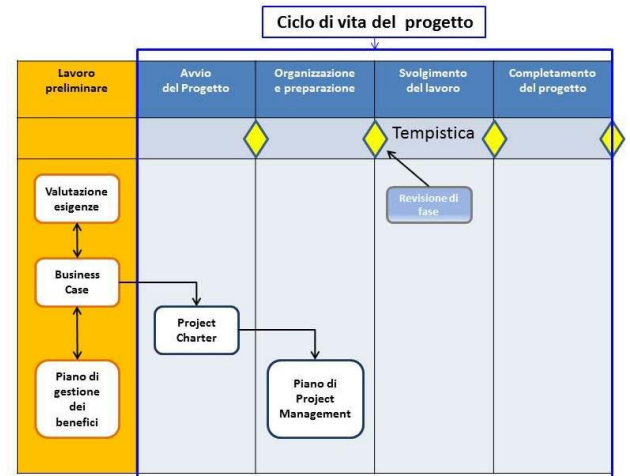 Ciclo di vita del progetto
Lavoro
preliminare
Avvio
del Progetto
Organizzazione
e preparazione
Svolgimento
del lavoro
Completamento
del progetto
Tempistica
Revisione di
fase
Valutazione
esigenze
Business
Case
Project
Charter
Piano di
gestione
dei
benefici
Piano di
Project
Management